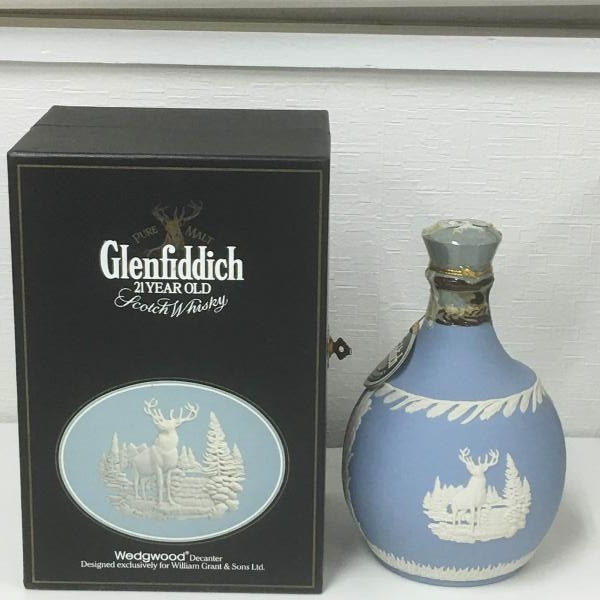 PURE MALT
Glenfiddich
21 YEAR OLD
Scotch Whisky
Wedgwood® Decanter
Designed exclusively for William Grant & Sons Ltd.